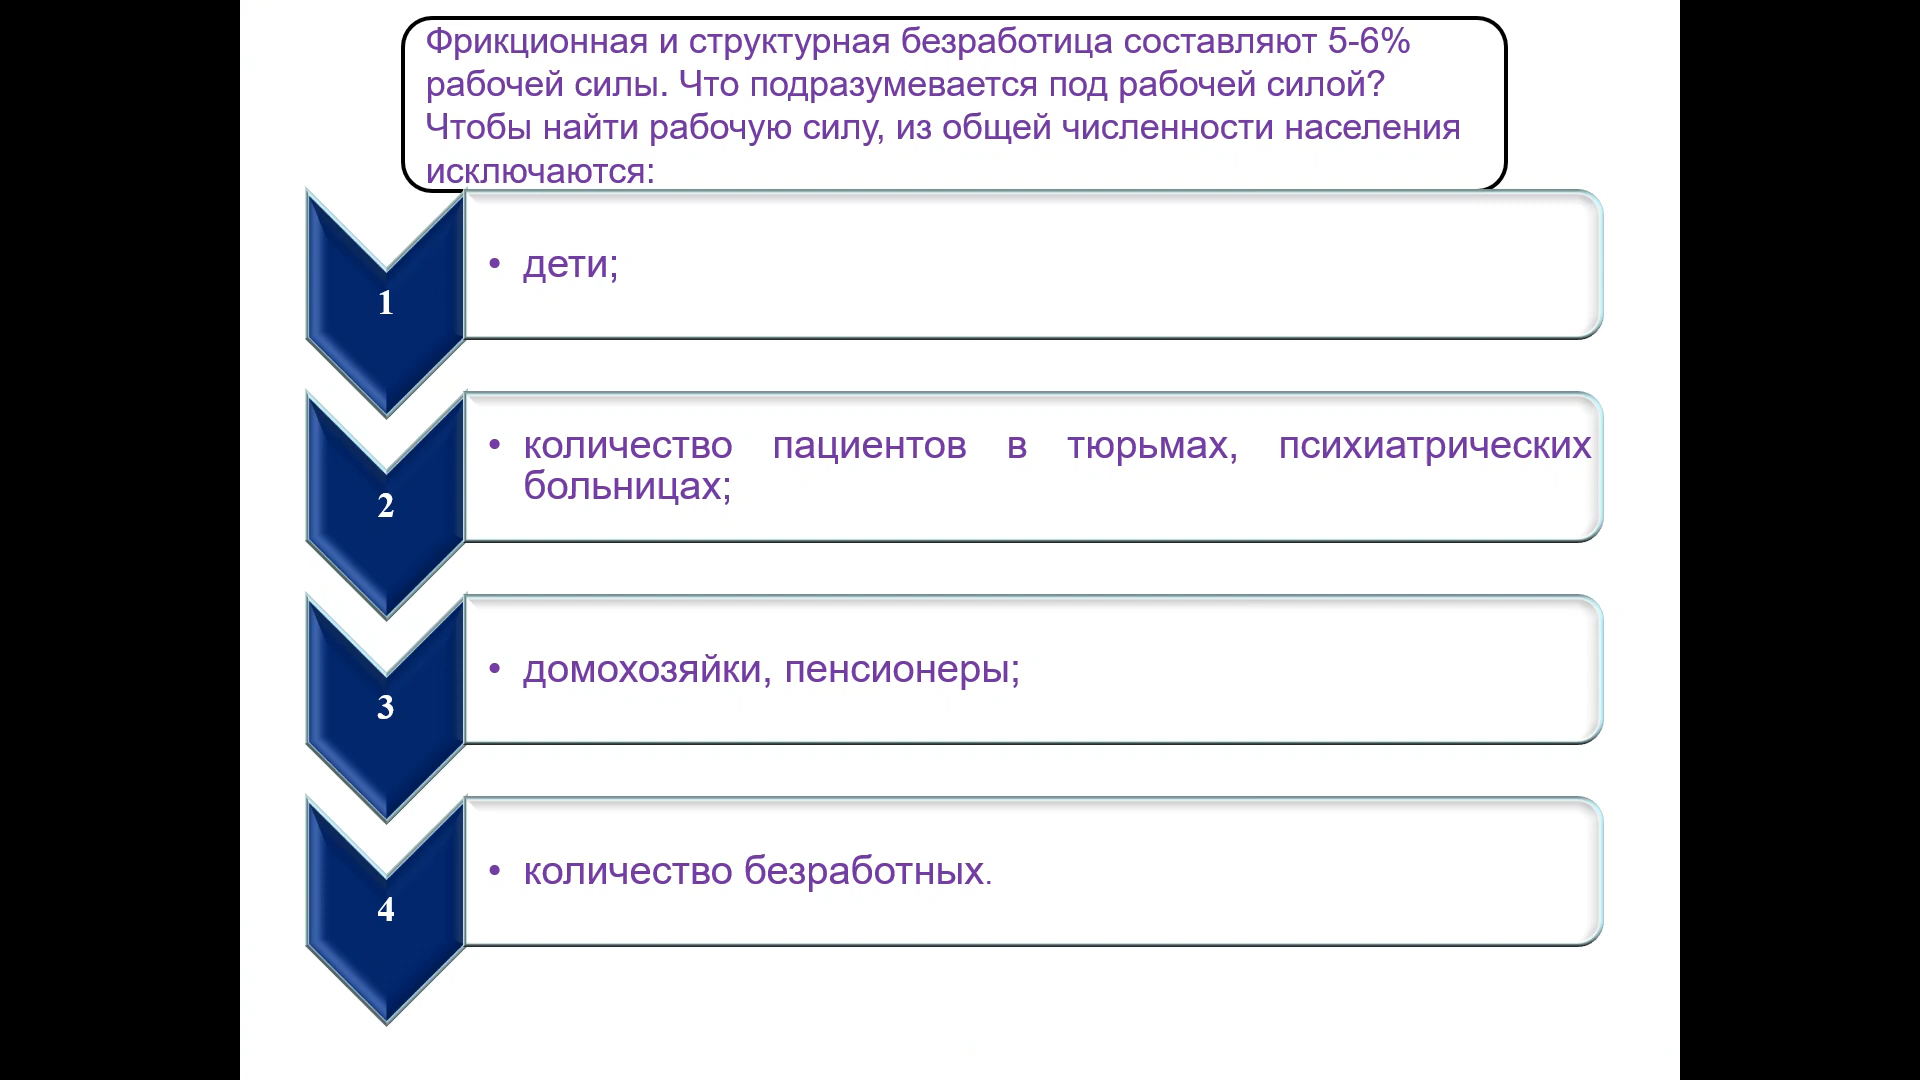 Фрикционная и структурная безработица составляют 5-6%
рабочей силы. Что подразумевается под рабочей силой?
Чтобы найти рабочую силу, из общей численности населения
исключаются:
1
• дети;
2
• количество пациентов в тюрьмах, психиатрических
больницах;
3
• домохозяйки, пенсионеры;
4
• количество безработных.